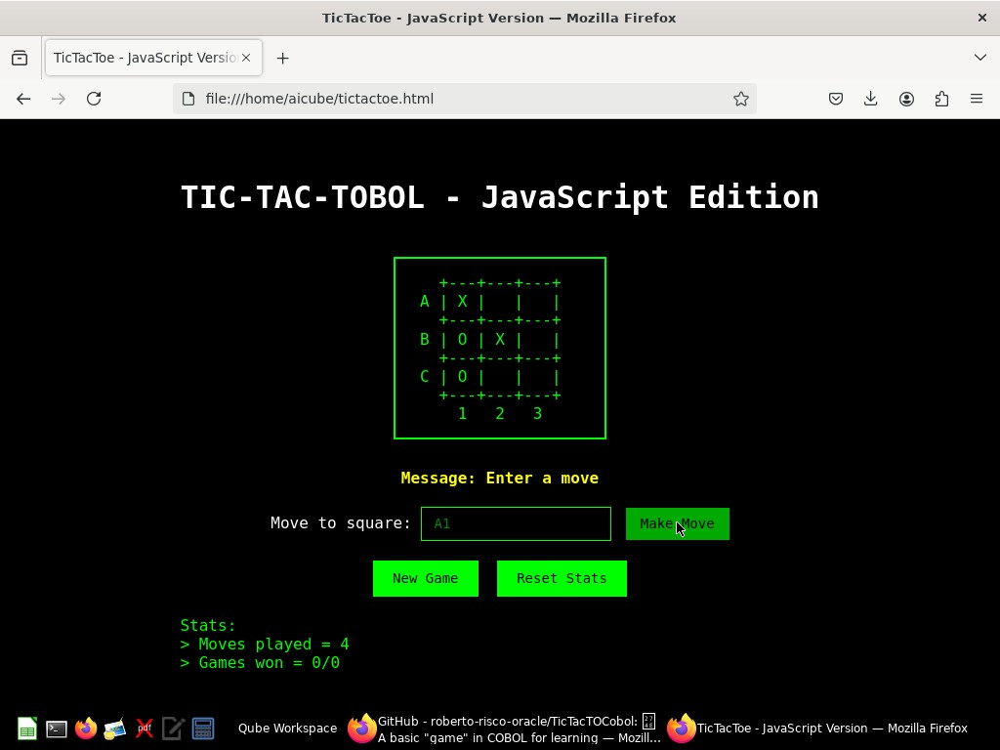 TicTacToe - JavaScript Version — Mozilla Firefox
TicTacToe - JavaScript Versio
file:///home/aicube/tictactoe.html
TIC-TAC-TOBOL - JavaScript Edition
+---+---+---+
A | X |   |   |
+---+---+---+
B | O | X |   |
+---+---+---+
C | O |   |   |
+---+---+---+
1   2   3
Message: Enter a move
Move to square: A1 Make Move
New Game Reset Stats
Stats:
> Moves played = 4
> Games won = 0/0
pdf
Qube Workspace
GitHub - roberto-risco-oracle/TicTacTOCobol:
A basic "game" in COBOL for learning — Mozill...
TicTacToe - JavaScript Version — Mozilla Firefox